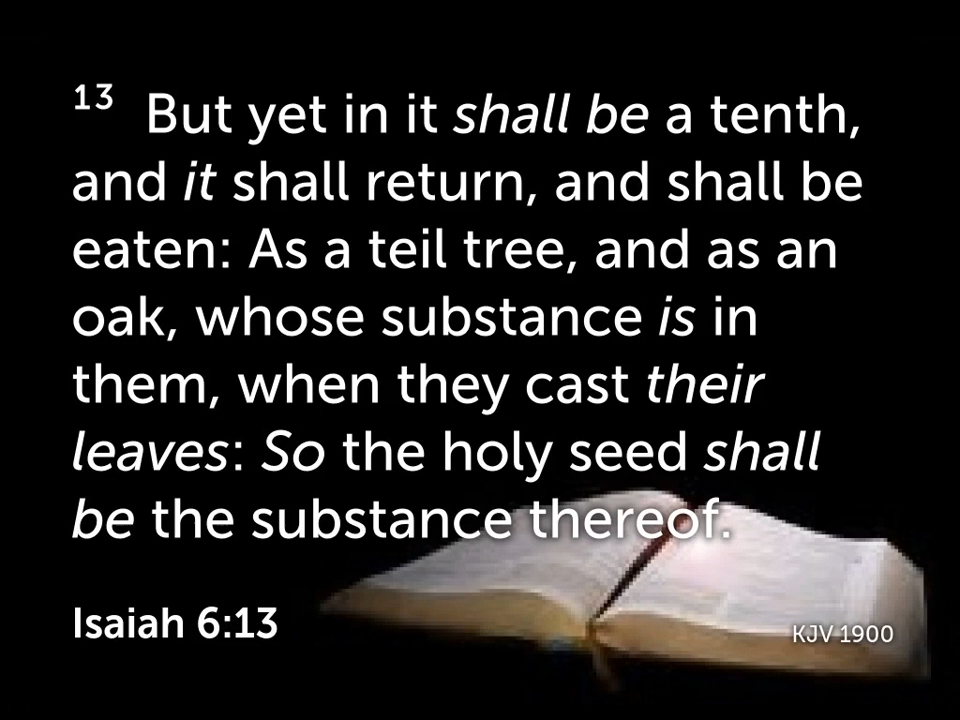 13 But yet in it shall be a tenth,
and it shall return, and shall be
eaten: As a teil tree, and as an
oak, whose substance is in
them, when they cast their
leaves: So the holy seed shall
be the substance thereof.
Isaiah 6:13
KJV 1900